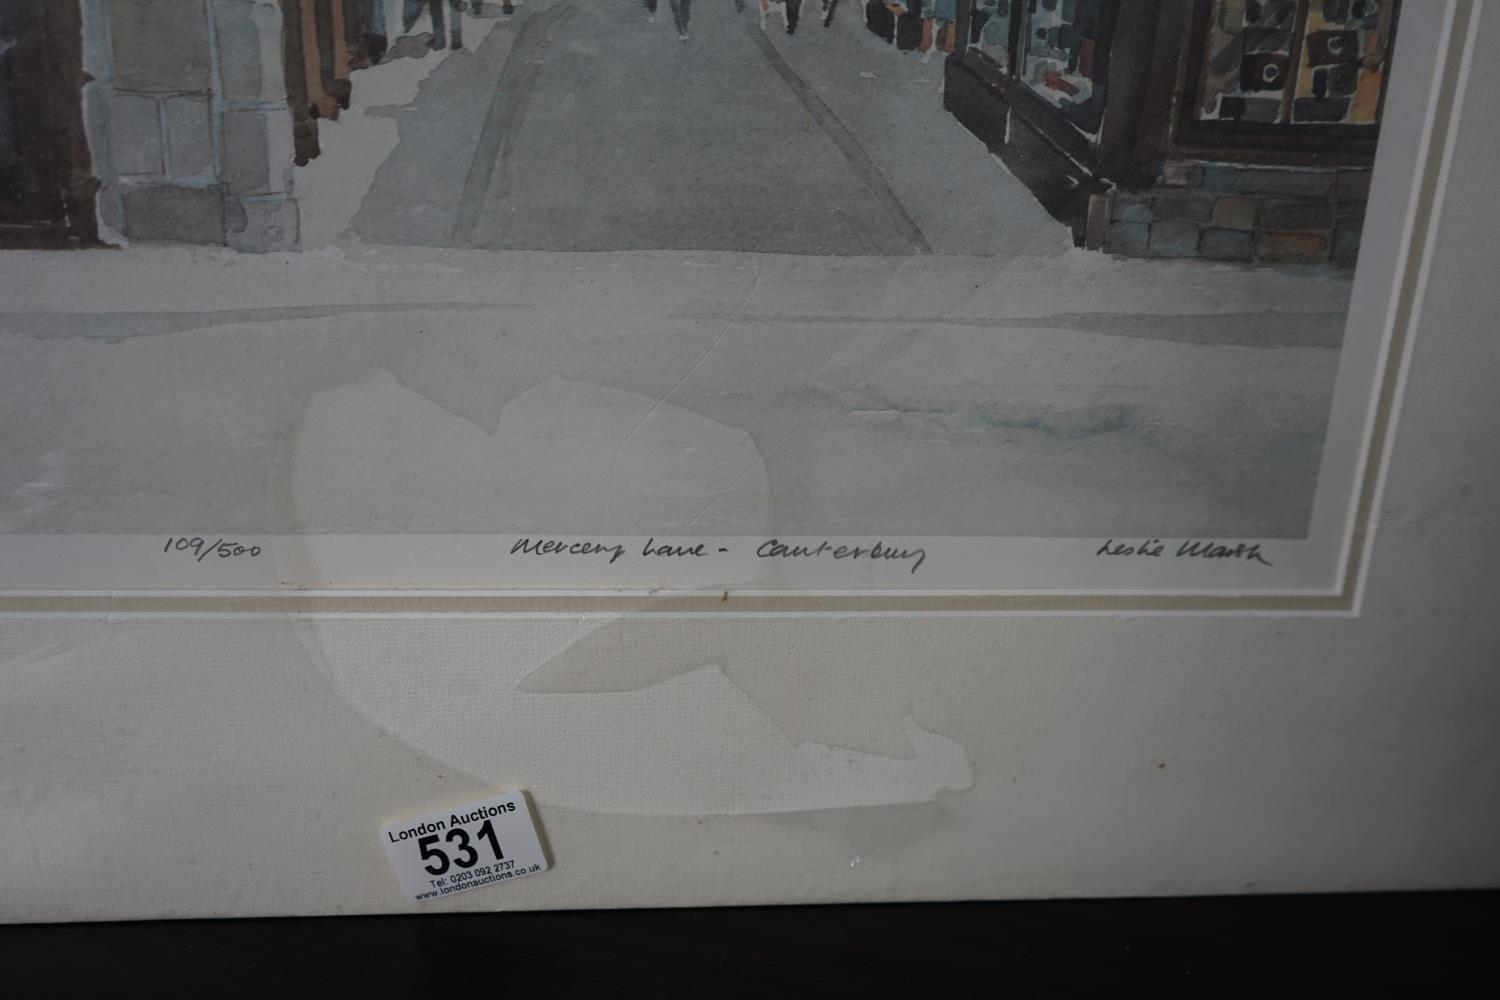 109/500 Mercery Lane - Canterbury Leslie Marsh
London Auctions
531
Tel: 0203 092 2737
www.londonauctions.co.uk